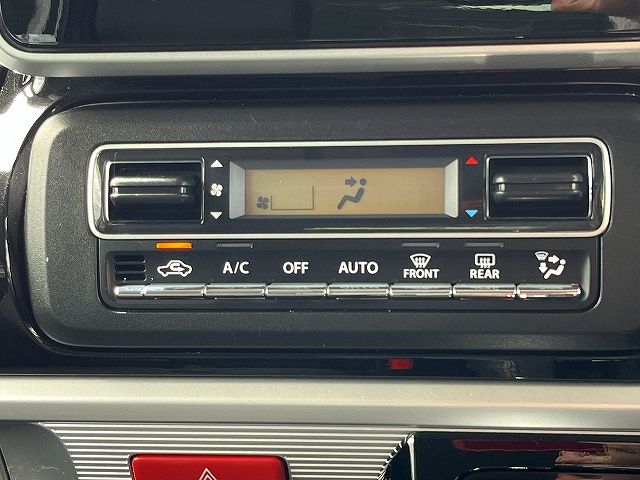 A/C OFF AUTO FRONT REAR